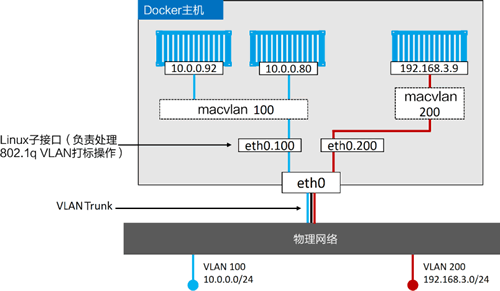 Docker主机
10.0.0.92
10.0.0.80
192.168.3.9
macvlan 100
macvlan
200
Linux子接口（负责处理
802.1q VLAN打标操作）
eth0.100
eth0.200
eth0
VLAN Trunk
物理网络
VLAN 100
10.0.0.0/24
VLAN 200
192.168.3.0/24